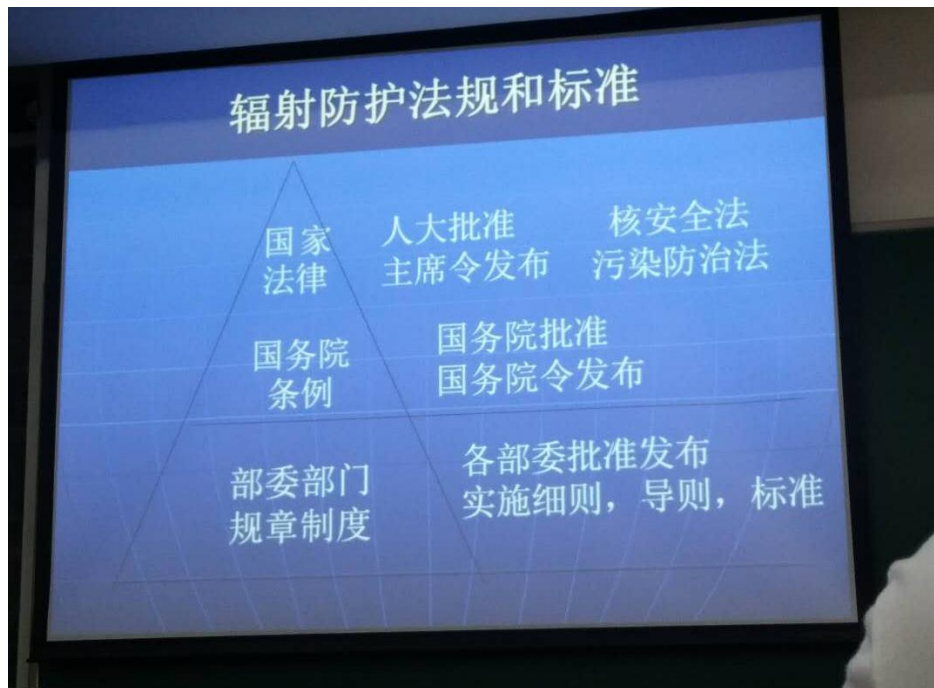 辐射防护法规和标准
国家
法律
人大批准
主席令发布
核安全法
污染防治法
国务院
条例
国务院批准
国务院令发布
部委部门
规章制度
各部委批准发布
实施细则，导则，标准